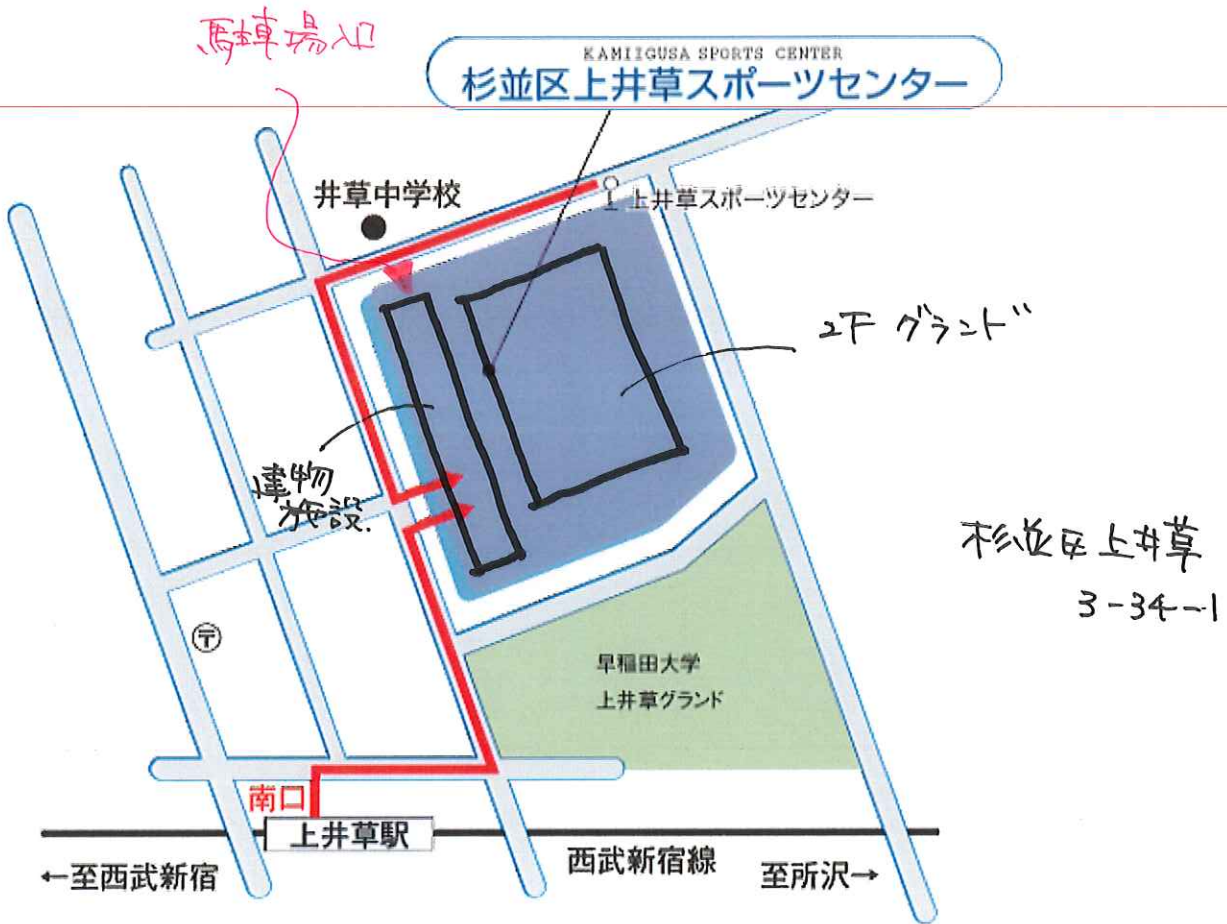 駐車場入口
KAMIIGUSA SPORTS CENTER
杉並区上井草スポーツセンター
井草中学校
上井草スポーツセンター
2F グランド
建物
施設.
杉並区上井草
3-34-1
〒
早稲田大学
上井草グランド
南口
上井草駅
←至西武新宿
西武新宿線
至所沢→